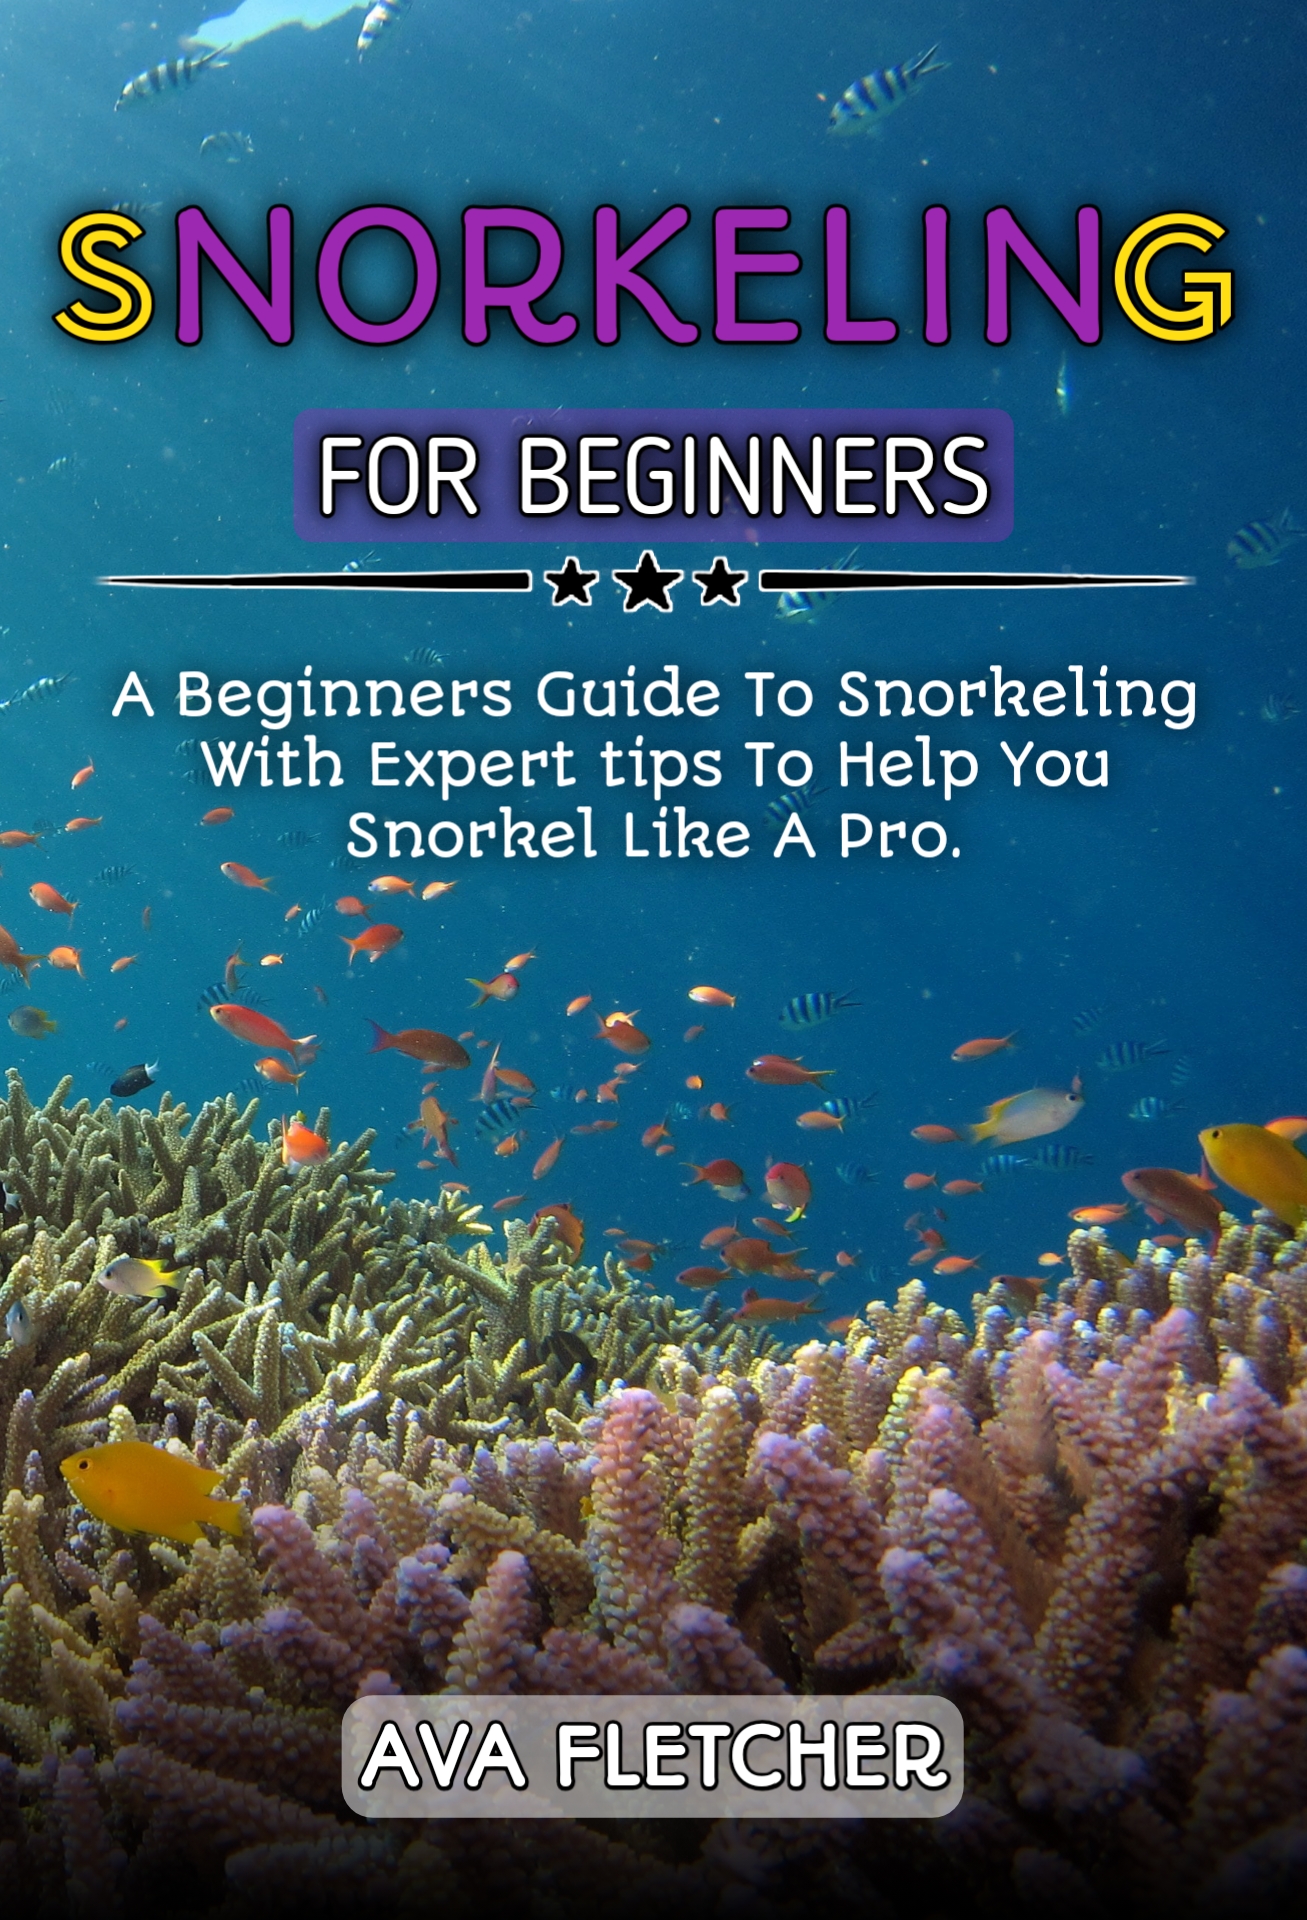 SNORKELING
FOR BEGINNERS
A Beginners Guide To Snorkeling
With Expert tips To Help You
Snorkel Like A Pro.
AVA FLETCHER